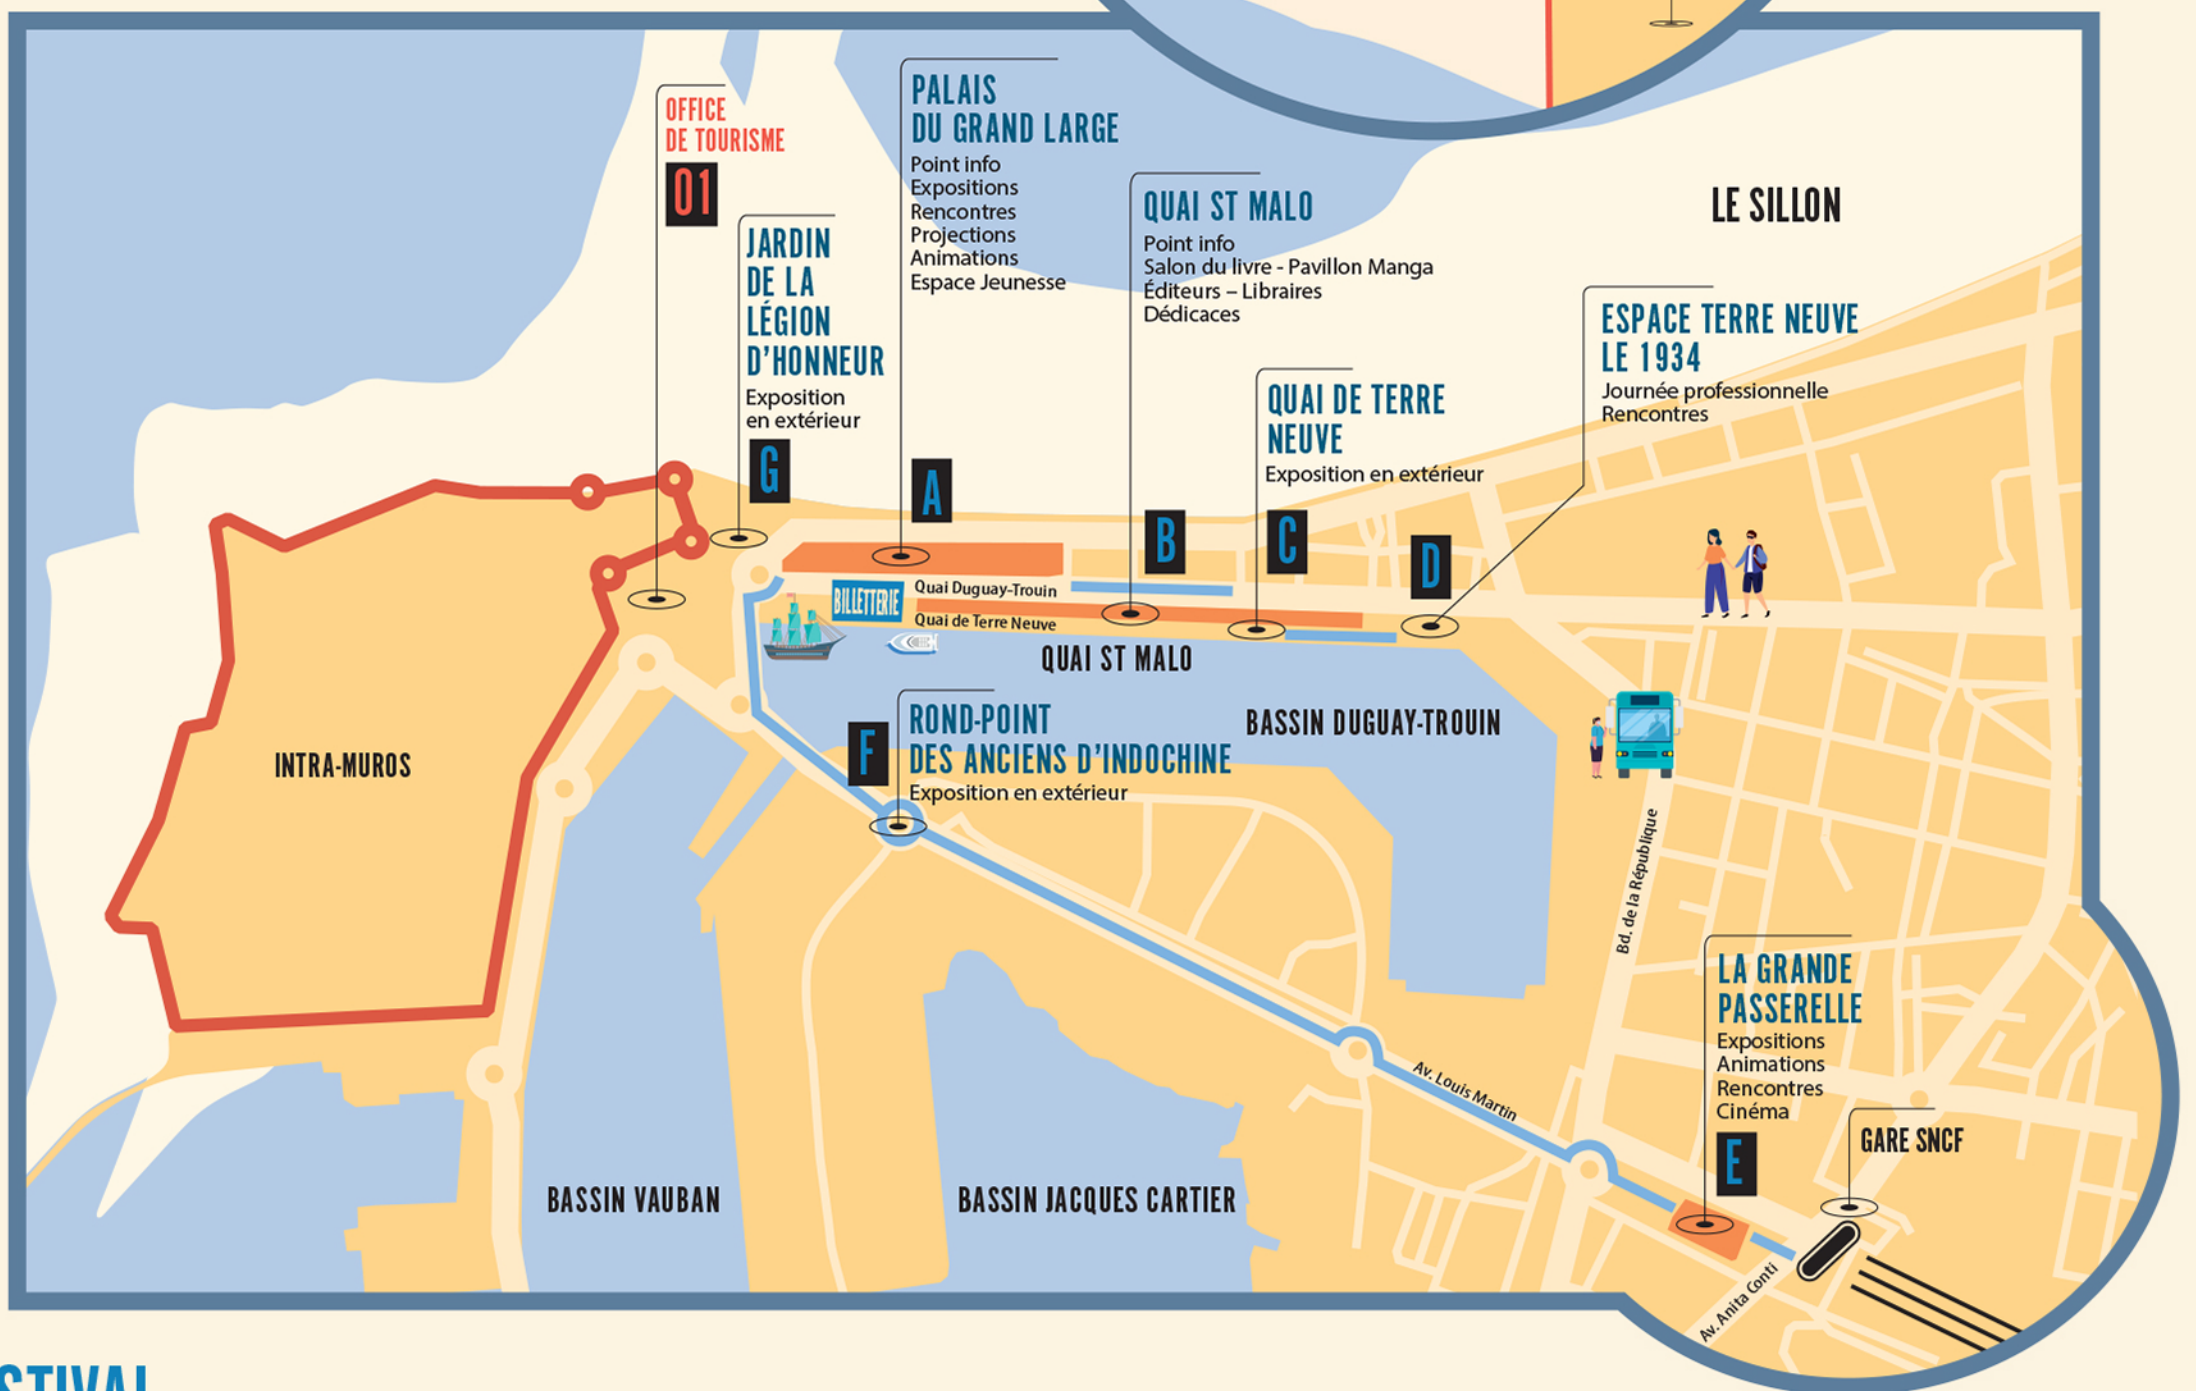 OFFICE
DE TOURISME
01
JARDIN
DE LA
LÉGION
D'HONNEUR
Exposition
en extérieur
G
PALAIS
DU GRAND LARGE
Point info
Expositions
Rencontres
Projections
Animations
Espace Jeunesse
A
QUAI ST MALO
Point info
Salon du livre - Pavillon Manga
Éditeurs – Libraires
Dédicaces
B
QUAI DE TERRE
NEUVE
Exposition en extérieur
C
LE SILLON
ESPACE TERRE NEUVE
LE 1934
Journée professionnelle
Rencontres
D
BILLETTERIE
Quai Duguay-Trouin
Quai de Terre Neuve
QUAI ST MALO
F
ROND-POINT
DES ANCIENS D'INDOCHINE
Exposition en extérieur
BASSIN DUGUAY-TROUIN
INTRA-MUROS
Bd. de la République
LA GRANDE
PASSERELLE
Expositions
Animations
Rencontres
Cinéma
E
Av. Louis Martin
GARE SNCF
BASSIN VAUBAN
BASSIN JACQUES CARTIER
Av. Anita Conti